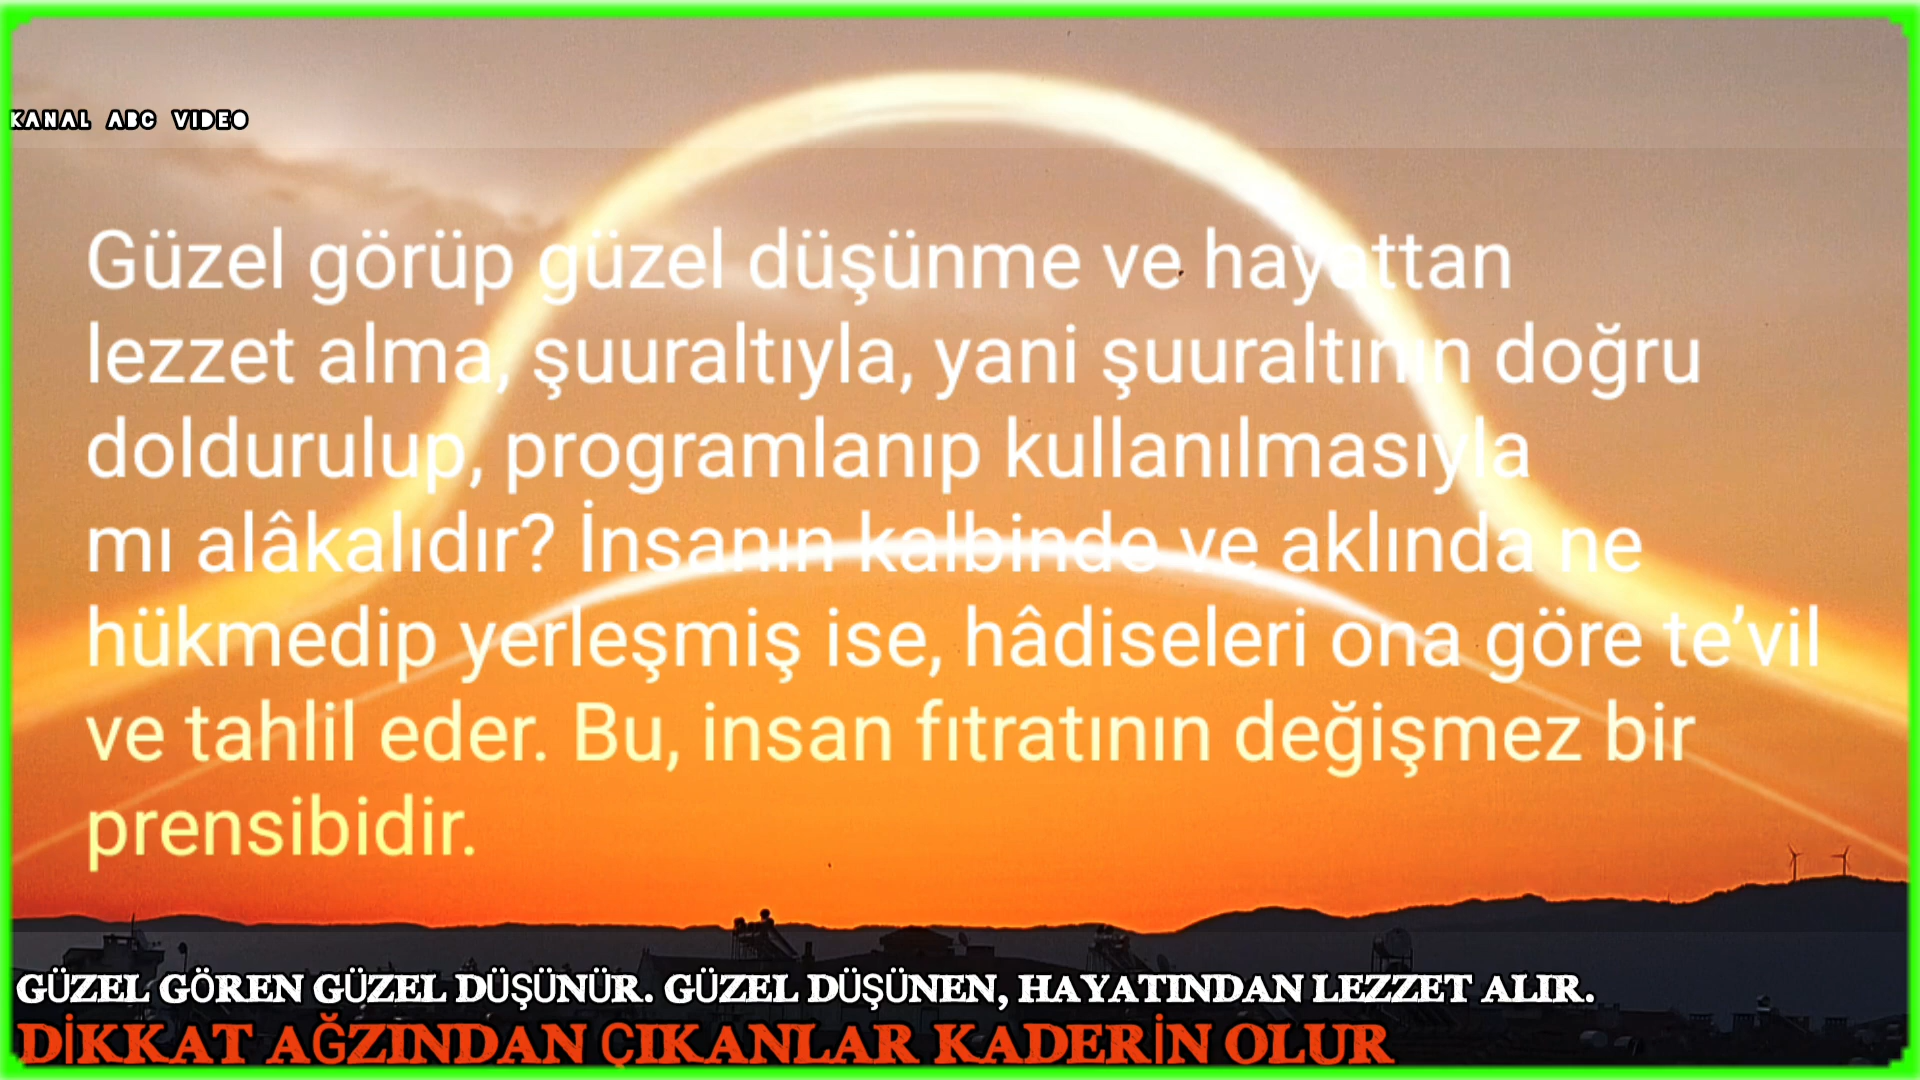 KANAL ABC VIDEO
Güzel görüp güzel düşünme ve hayattan
lezzet alma, şuuraltıyla, yani şuuraltının doğru
doldurulup, programlanıp kullanılmasıyla
mı alâkalıdır? İnsanın kalbinde ve aklında ne
hükmedip yerleşmiş ise, hâdiseleri ona göre te’vil
ve tahlil eder. Bu, insan fıtratının değişmez bir
prensibidir.
GÜZEL GÖREN GÜZEL DÜŞÜNÜR. GÜZEL DÜŞÜNEN, HAYATINDAN LEZZET ALIR.
DİKKAT AĞZINDAN ÇIKANLAR KADERİN OLUR